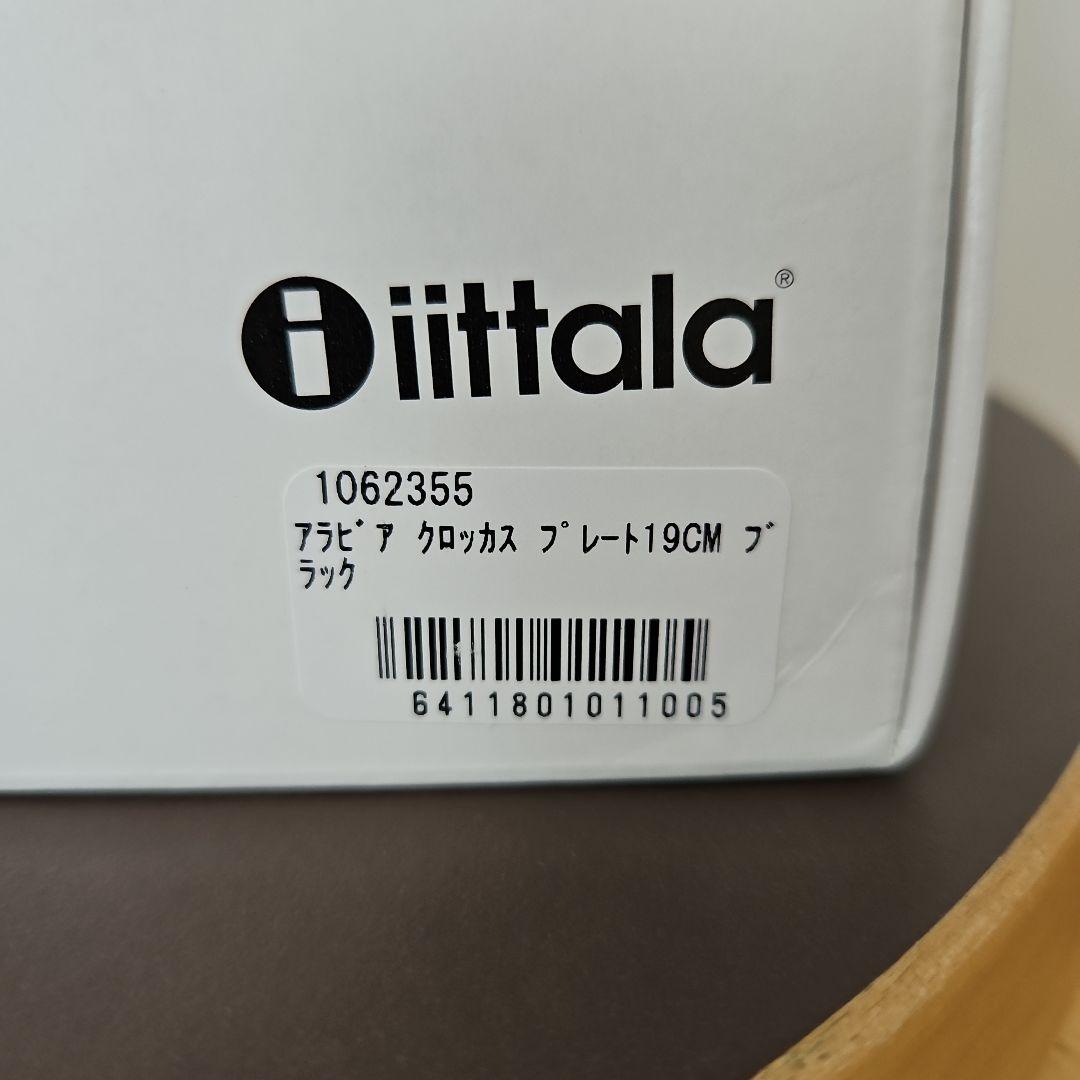 iittala®
1062355
ｱﾗﾋﾞｱ ｸﾛｯｶｽ ﾌﾟﾚｰﾄ19CM ﾌﾞ
ﾗｯｸ
6411801011005